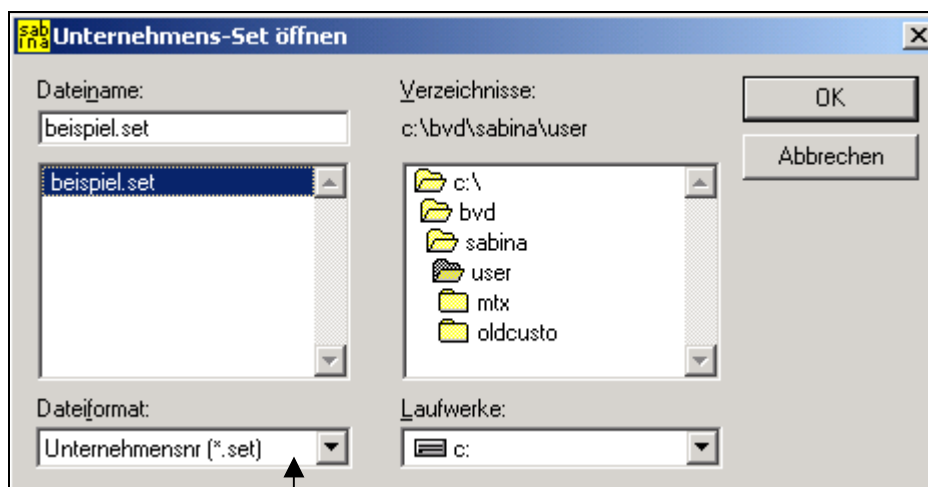 sab
ina
Unternehmens-Set öffnen
Dateiname:
beispiel.set
beispiel.set
Dateiformat:
Unternehmensnr (*.set)
Verzeichnisse:
c:\bvd\sabina\user
c:\
bvd
sabina
user
mtx
oldcusto
Laufwerke:
c:
OK
Abbrechen